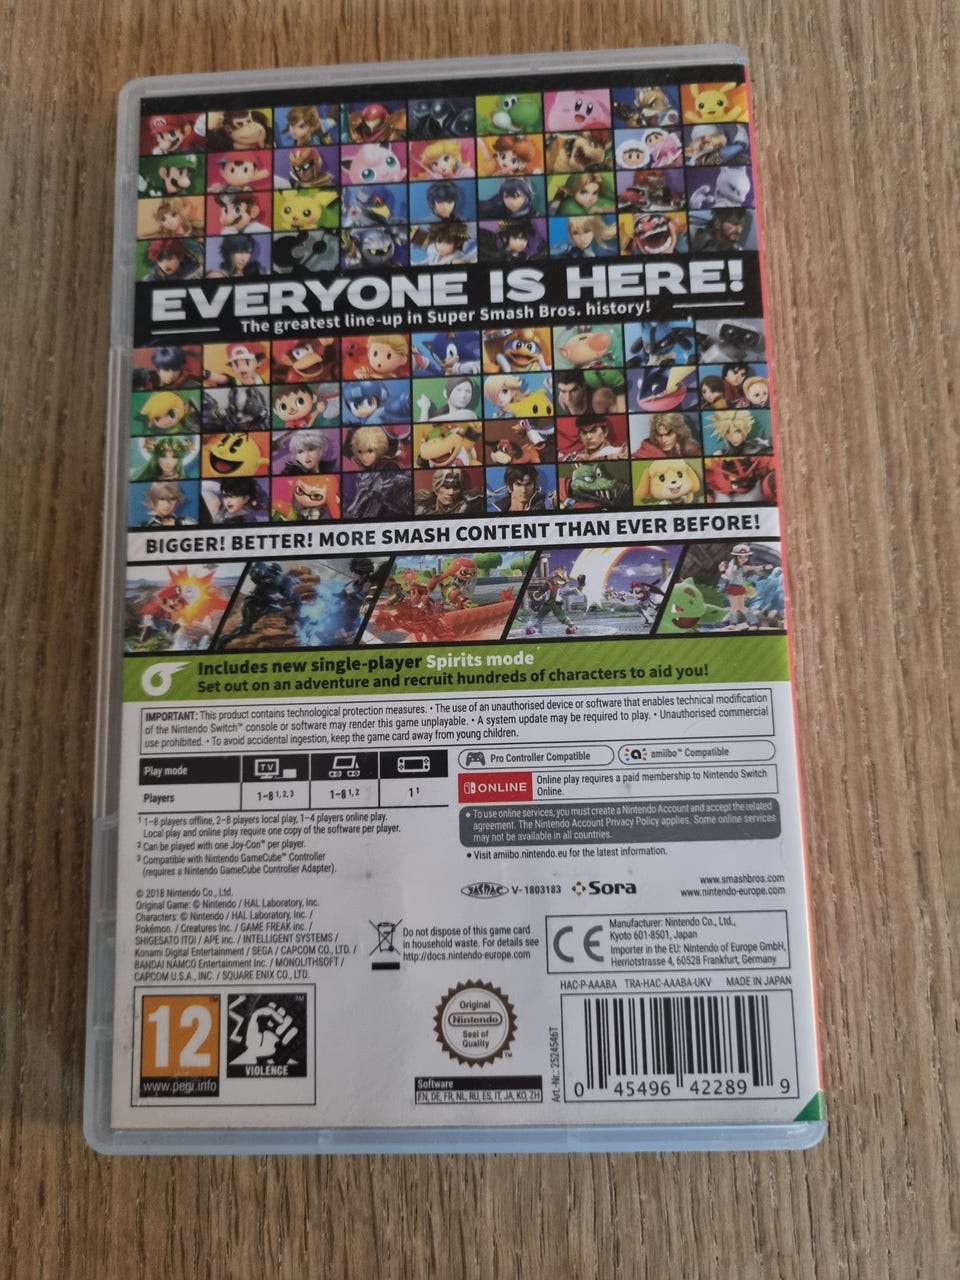 EVERYONE IS HERE!
The greatest line-up in Super Smash Bros. history!
BIGGER! BETTER! MORE SMASH CONTENT THAN EVER BEFORE!
Includes new single-player Spirits mode
Set out on an adventure and recruit hundreds of characters to aid you!
IMPORTANT: This product contains technological protection measures. • The use of an unauthorised device or software that enables technical modification
of the Nintendo Switch™ console or software may render this game unplayable. • A system update may be required to play. • Unauthorised commercial
use prohibited. • To avoid accidental ingestion, keep the game card away from young children.
Play mode TV
Players 1-8 1,2,3 1-8 1,2 1 1
Pro Controller Compatible
amiibo™ Compatible
ONLINE
Online play requires a paid membership to Nintendo Switch
Online.
• To use online services, you must create a Nintendo Account and accept the related
agreement. The Nintendo Account Privacy Policy applies. Some online services
may not be available in all countries.
• Visit amiibo.nintendo.eu for the latest information.
1 1-8 players offline, 2-8 players local play, 1-4 players online play.
Local play and online play require one copy of the software per player.
2 Can be played with one Joy-Con™ per player.
3 Compatible with Nintendo GameCube™ Controller
(requires a Nintendo GameCube Controller Adapter).
JASRAC V- 1803183 Sora
www.smashbros.com
www.nintendo-europe.com
© 2018 Nintendo Co., Ltd.
Original Game: © Nintendo / HAL Laboratory, Inc.
Characters: © Nintendo / HAL Laboratory, Inc. /
Pokémon. / Creatures Inc. / GAME FREAK inc. /
SHIGESATO ITOI / APE inc. / INTELLIGENT SYSTEMS /
Konami Digital Entertainment / SEGA / CAPCOM CO., LTD. /
BANDAI NAMCO Entertainment Inc. / MONOLITHSOFT /
CAPCOM U.S.A., INC. / SQUARE ENIX CO., LTD.
Do not dispose of this game card
in household waste. For details see
http://docs.nintendo-europe.com
CE
Manufacturer: Nintendo Co., Ltd.,
Kyoto 601-8501, Japan
Importer in the EU: Nintendo of Europe GmbH,
Herriotstrasse 4, 60528 Frankfurt, Germany
HAC-P-AAABA TRA-HAC-AAABA-UKV MADE IN JAPAN
12
www.pegi.info
VIOLENCE
Original
Nintendo
Seal of
Quality
TM
Software
EN, DE, FR, NL, RU, ES, IT, JA, KO, ZH
Art.-Nr.: 2524546T
0 45496 42289 9